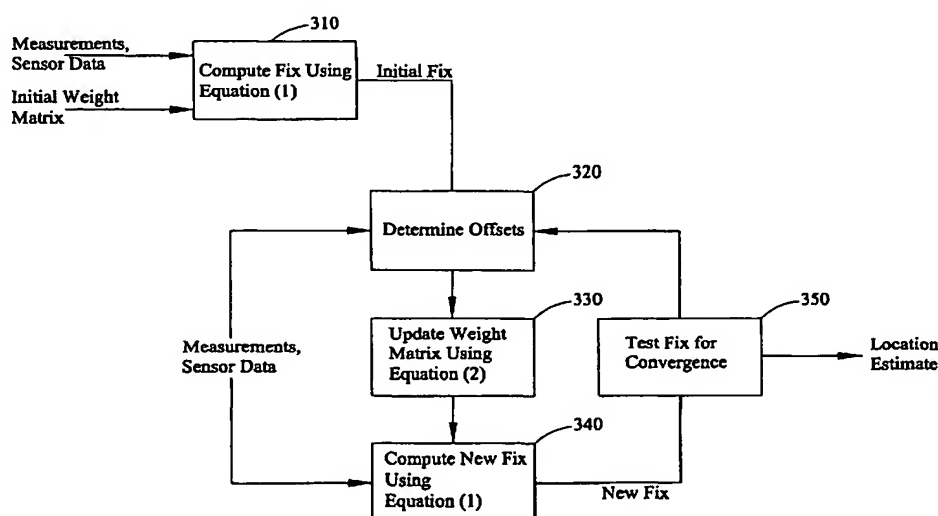 310
Measurements,
Sensor Data
Compute Fix Using
Equation (1)
Initial Fix
Initial Weight
Matrix
320
Determine Offsets
330
350
Update Weight
Matrix Using
Equation (2)
Test Fix for
Convergence
Location
Estimate
Measurements,
Sensor Data
340
Compute New Fix
Using
Equation (1)
New Fix